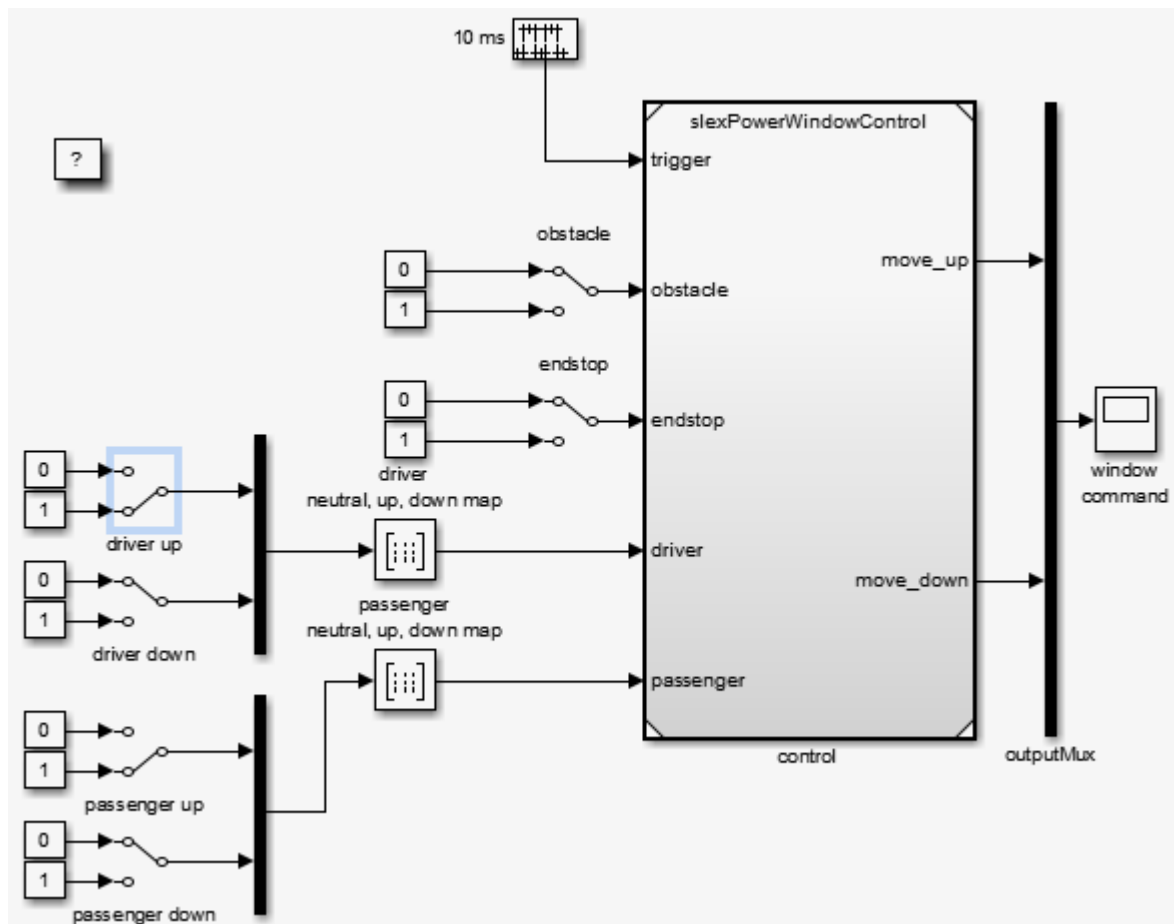 10 ms
slexPowerWindowControl
?
trigger
obstacle
0
1
obstacle
move_up
endstop
0
1
endstop
driver
neutral, up, down map
window
command
0
1
driver up
driver
0
1
driver down
move_down
passenger
neutral, up, down map
passenger
0
1
passenger up
control
outputMux
0
1
passenger down